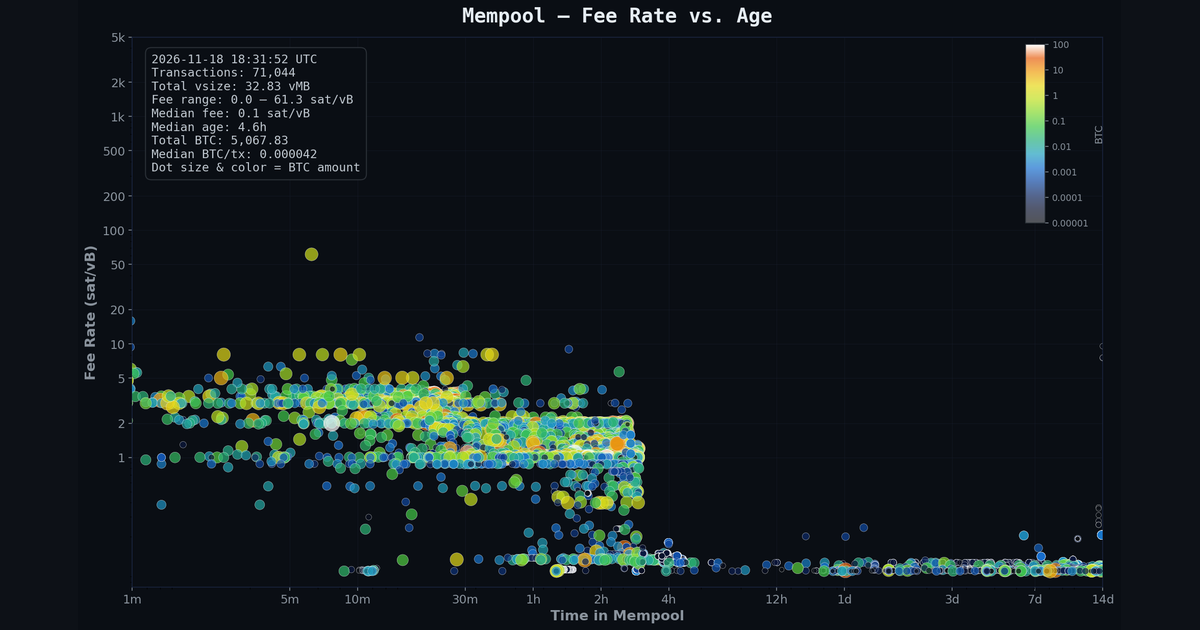 Mempool — Fee Rate vs. Age
2026-11-18 18:31:52 UTC
Transactions: 71,044
Total vsize: 32.83 vMB
Fee range: 0.0 — 61.3 sat/vB
Median fee: 0.1 sat/vB
Median age: 4.6h
Total BTC: 5,067.83
Median BTC/tx: 0.000042
Dot size & color = BTC amount
100
10
1
0.1
0.01
0.001
0.0001
0.00001
BTC
Fee Rate (sat/vB)
5k
2k
1k
500
200
100
50
20
10
5
2
1
1m 5m 10m 30m 1h 2h 4h 12h 1d 3d 7d 14d
Time in Mempool